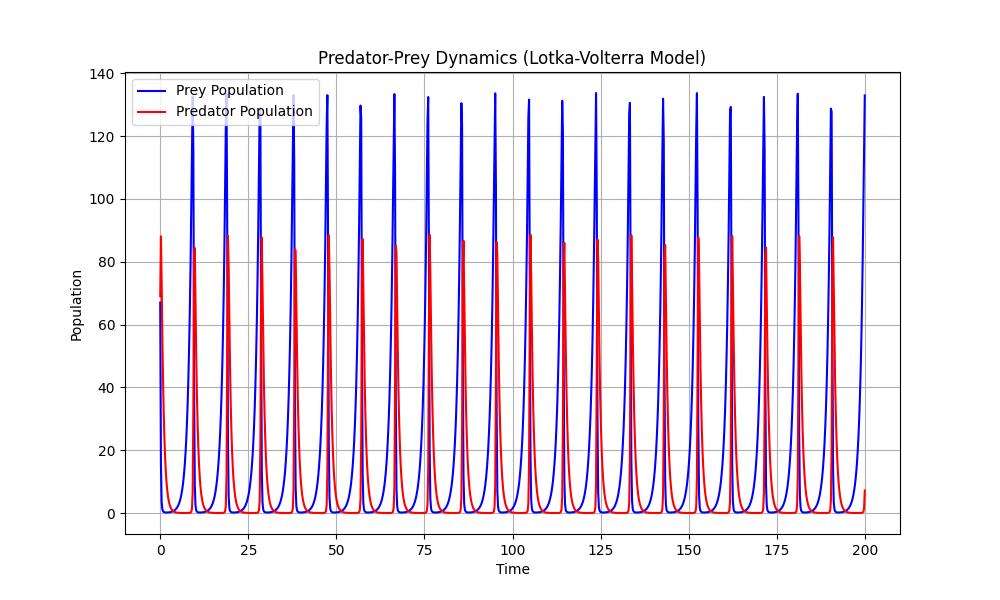 Predator-Prey Dynamics (Lotka-Volterra Model)
Prey Population
Predator Population
140
120
100
80
60
40
20
0
Population
0 25 50 75 100 125 150 175 200
Time